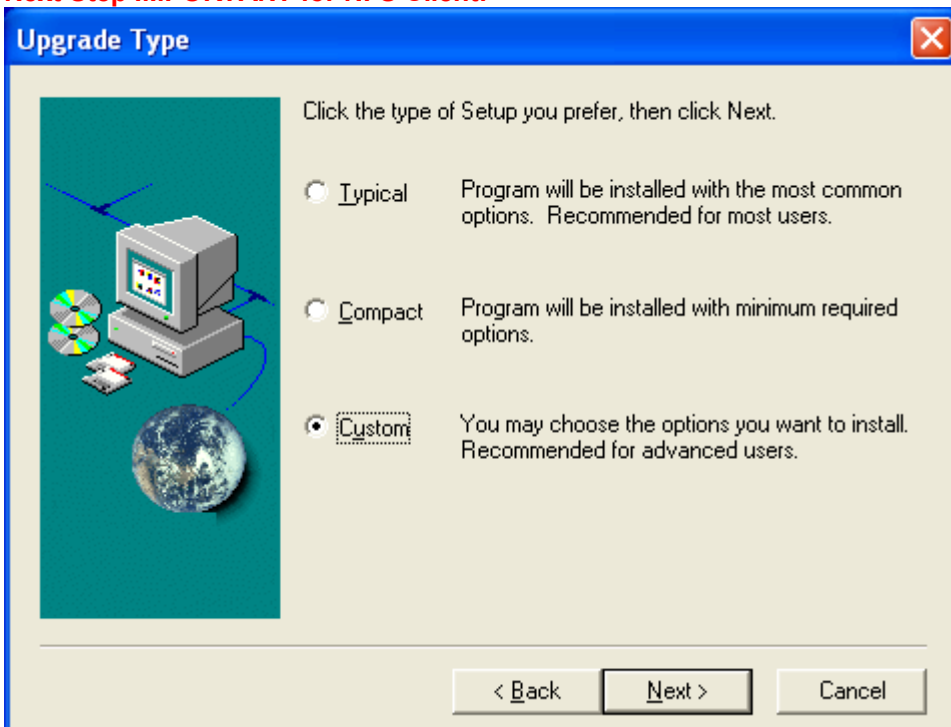 Upgrade Type
Click the type of Setup you prefer, then click Next.
Typical
Program will be installed with the most common
options. Recommended for most users.
Compact
Program will be installed with minimum required
options.
Custom
You may choose the options you want to install.
Recommended for advanced users.
< Back
Next >
Cancel